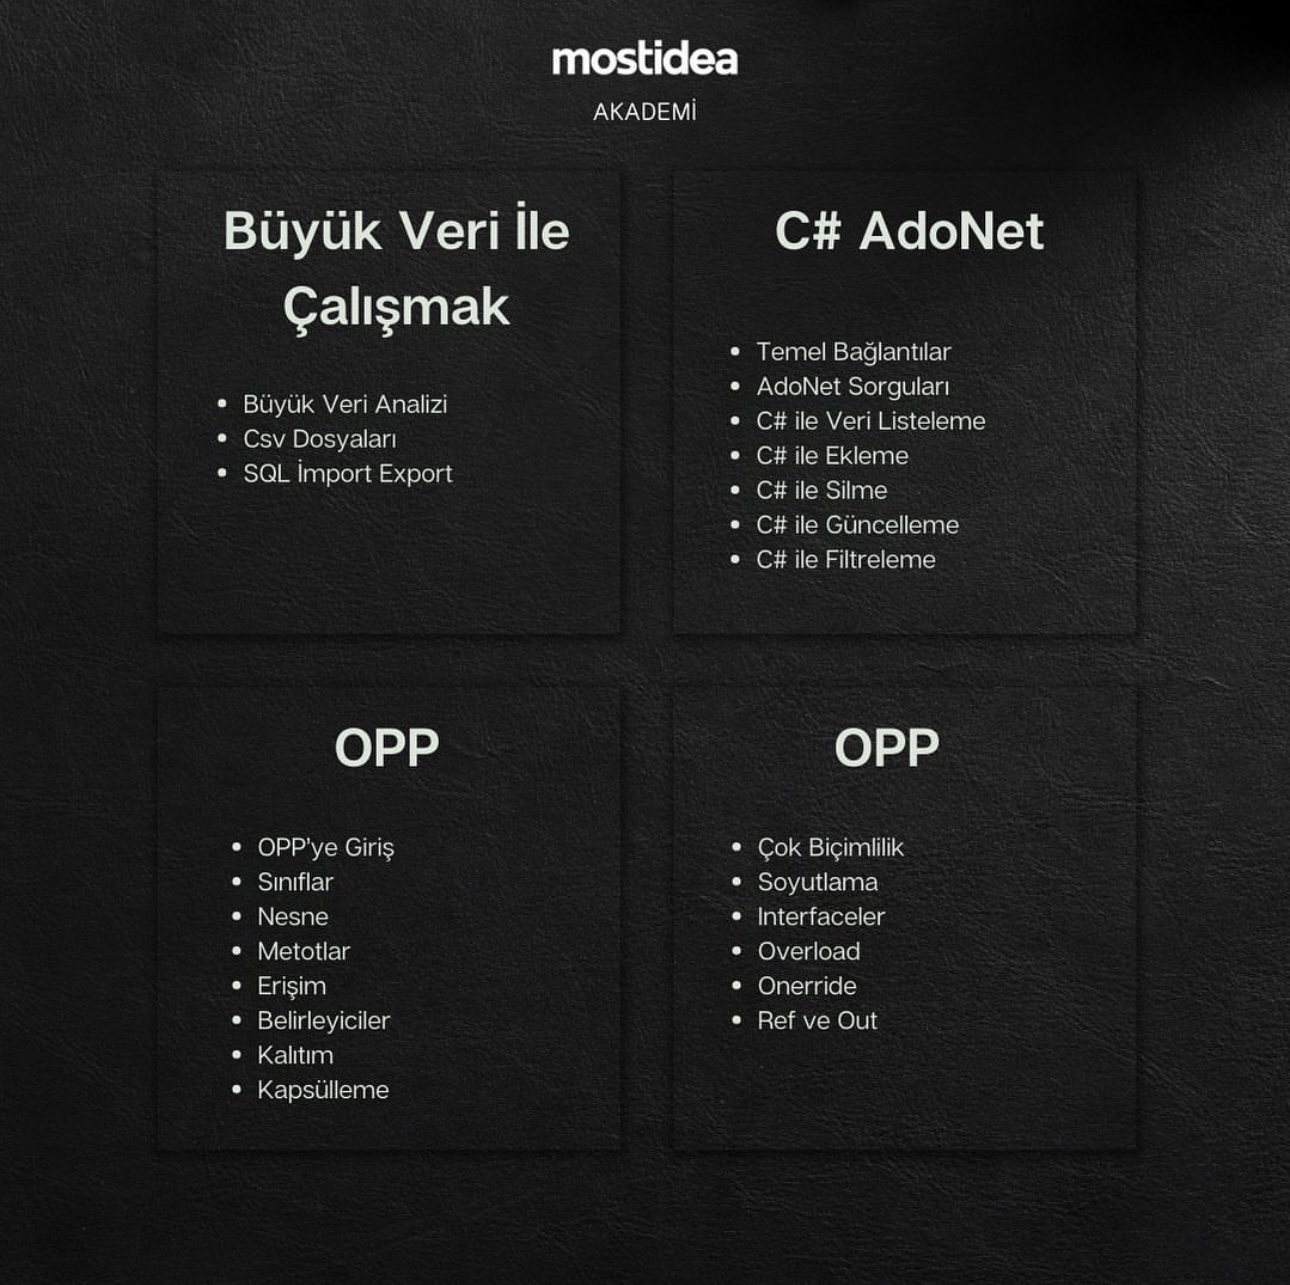 mostidea
AKADEMİ
Büyük Veri İle
Çalışmak
Büyük Veri Analizi
Csv Dosyaları
SQL İmport Export
C# AdoNet
Temel Bağlantılar
AdoNet Sorguları
C# ile Veri Listeleme
C# ile Ekleme
C# ile Silme
C# ile Güncelleme
C# ile Filtreleme
OPP
OPP'ye Giriş
Sınıflar
Nesne
Metotlar
Erişim
Belirleyiciler
Kalıtım
Kapsülleme
OPP
Çok Biçimlilik
Soyutlama
Interfaceler
Overload
Onerride
Ref ve Out